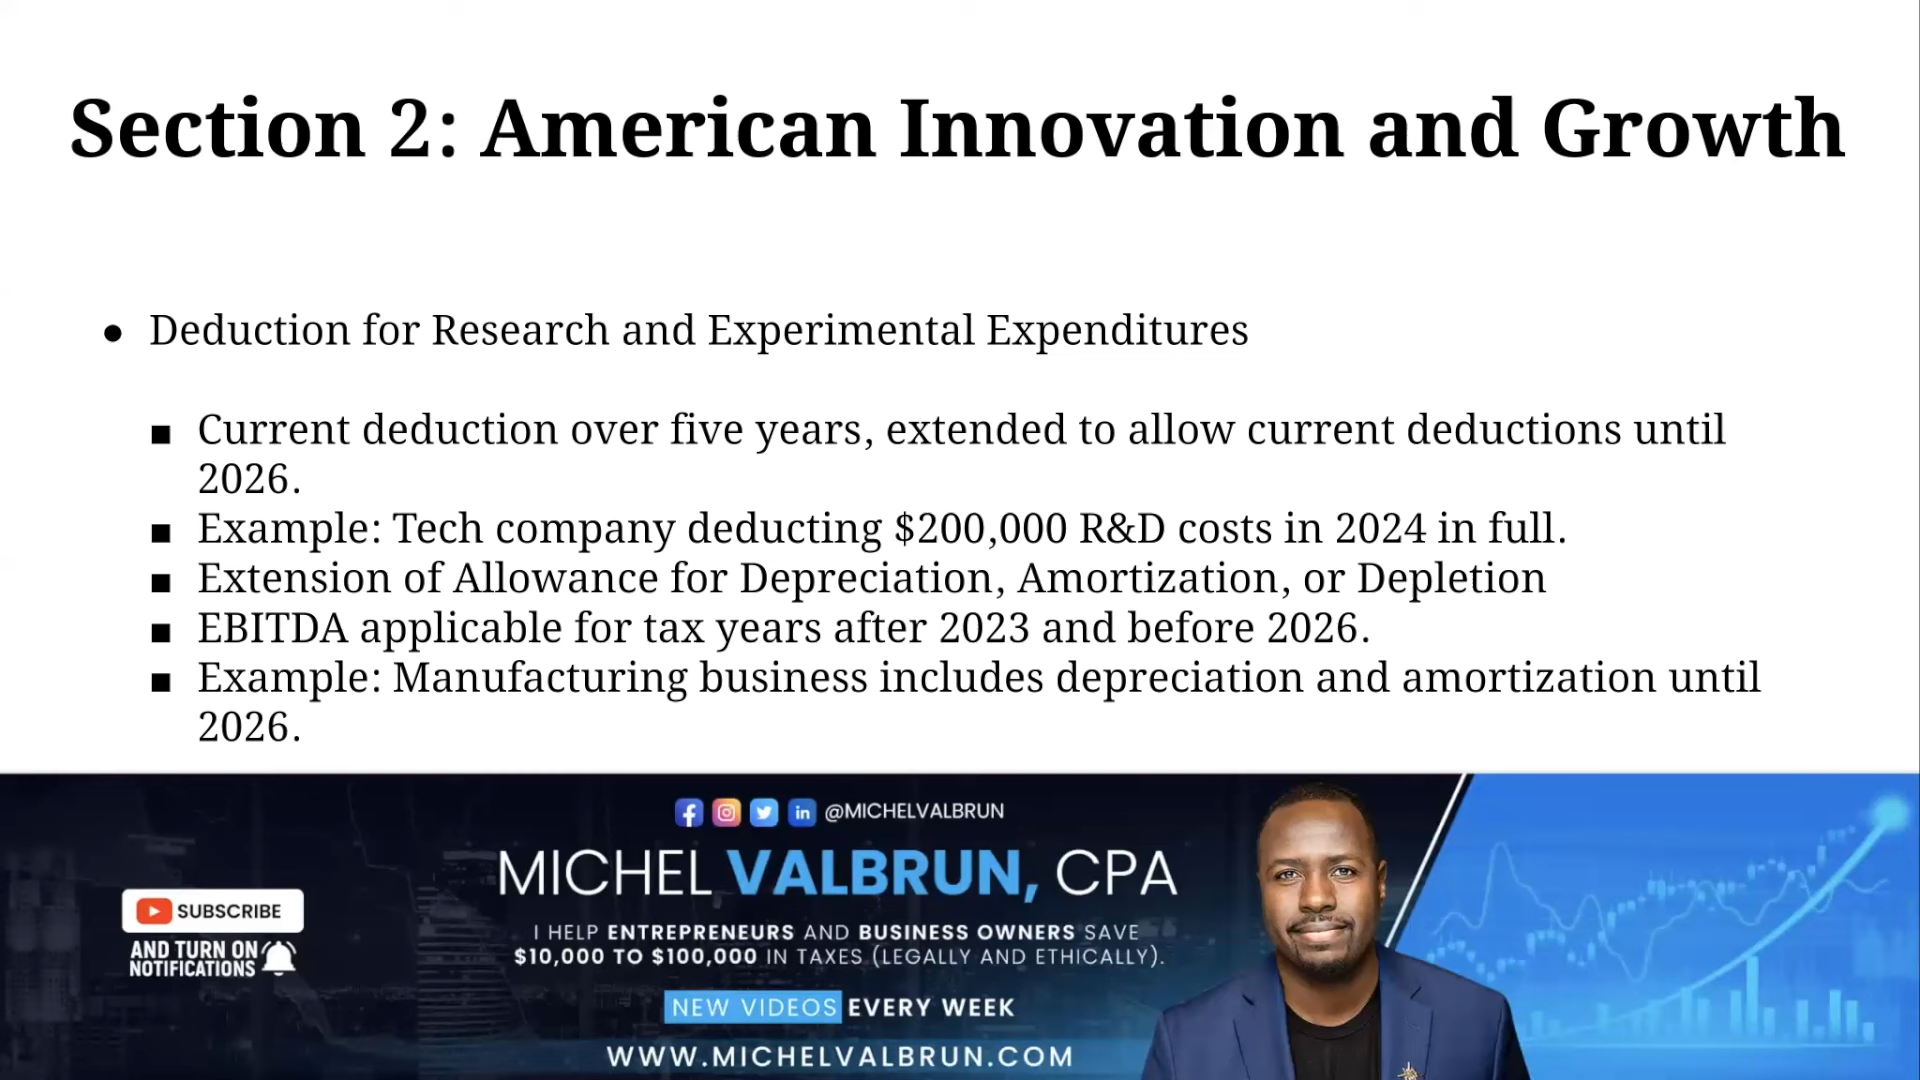 Section 2: American Innovation and Growth
● Deduction for Research and Experimental Expenditures
■ Current deduction over five years, extended to allow current deductions until
2026.
■ Example: Tech company deducting $200,000 R&D costs in 2024 in full.
■ Extension of Allowance for Depreciation, Amortization, or Depletion
■ EBITDA applicable for tax years after 2023 and before 2026.
■ Example: Manufacturing business includes depreciation and amortization until
2026.
@MICHELVALBRUN
MICHEL VALBRUN, CPA
I HELP ENTREPRENEURS AND BUSINESS OWNERS SAVE
$10,000 TO $100,000 IN TAXES (LEGALLY AND ETHICALLY).
NEW VIDEOS EVERY WEEK
WWW.MICHELVALBRUN.COM
SUBSCRIBE
AND TURN ON
NOTIFICATIONS